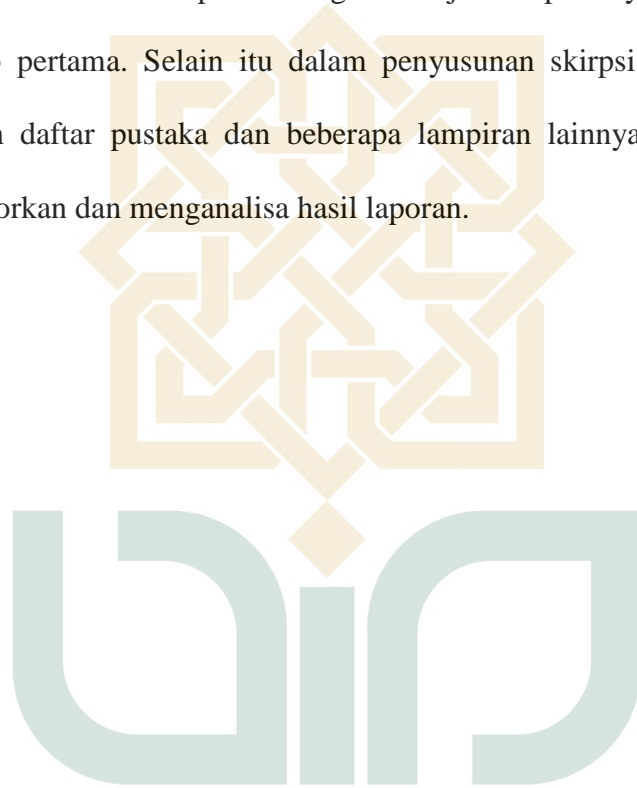 pertama. Selain itu dalam penyusunan skirpsi
daftar pustaka dan beberapa lampiran lainnya
orkan dan menganalisa hasil laporan.